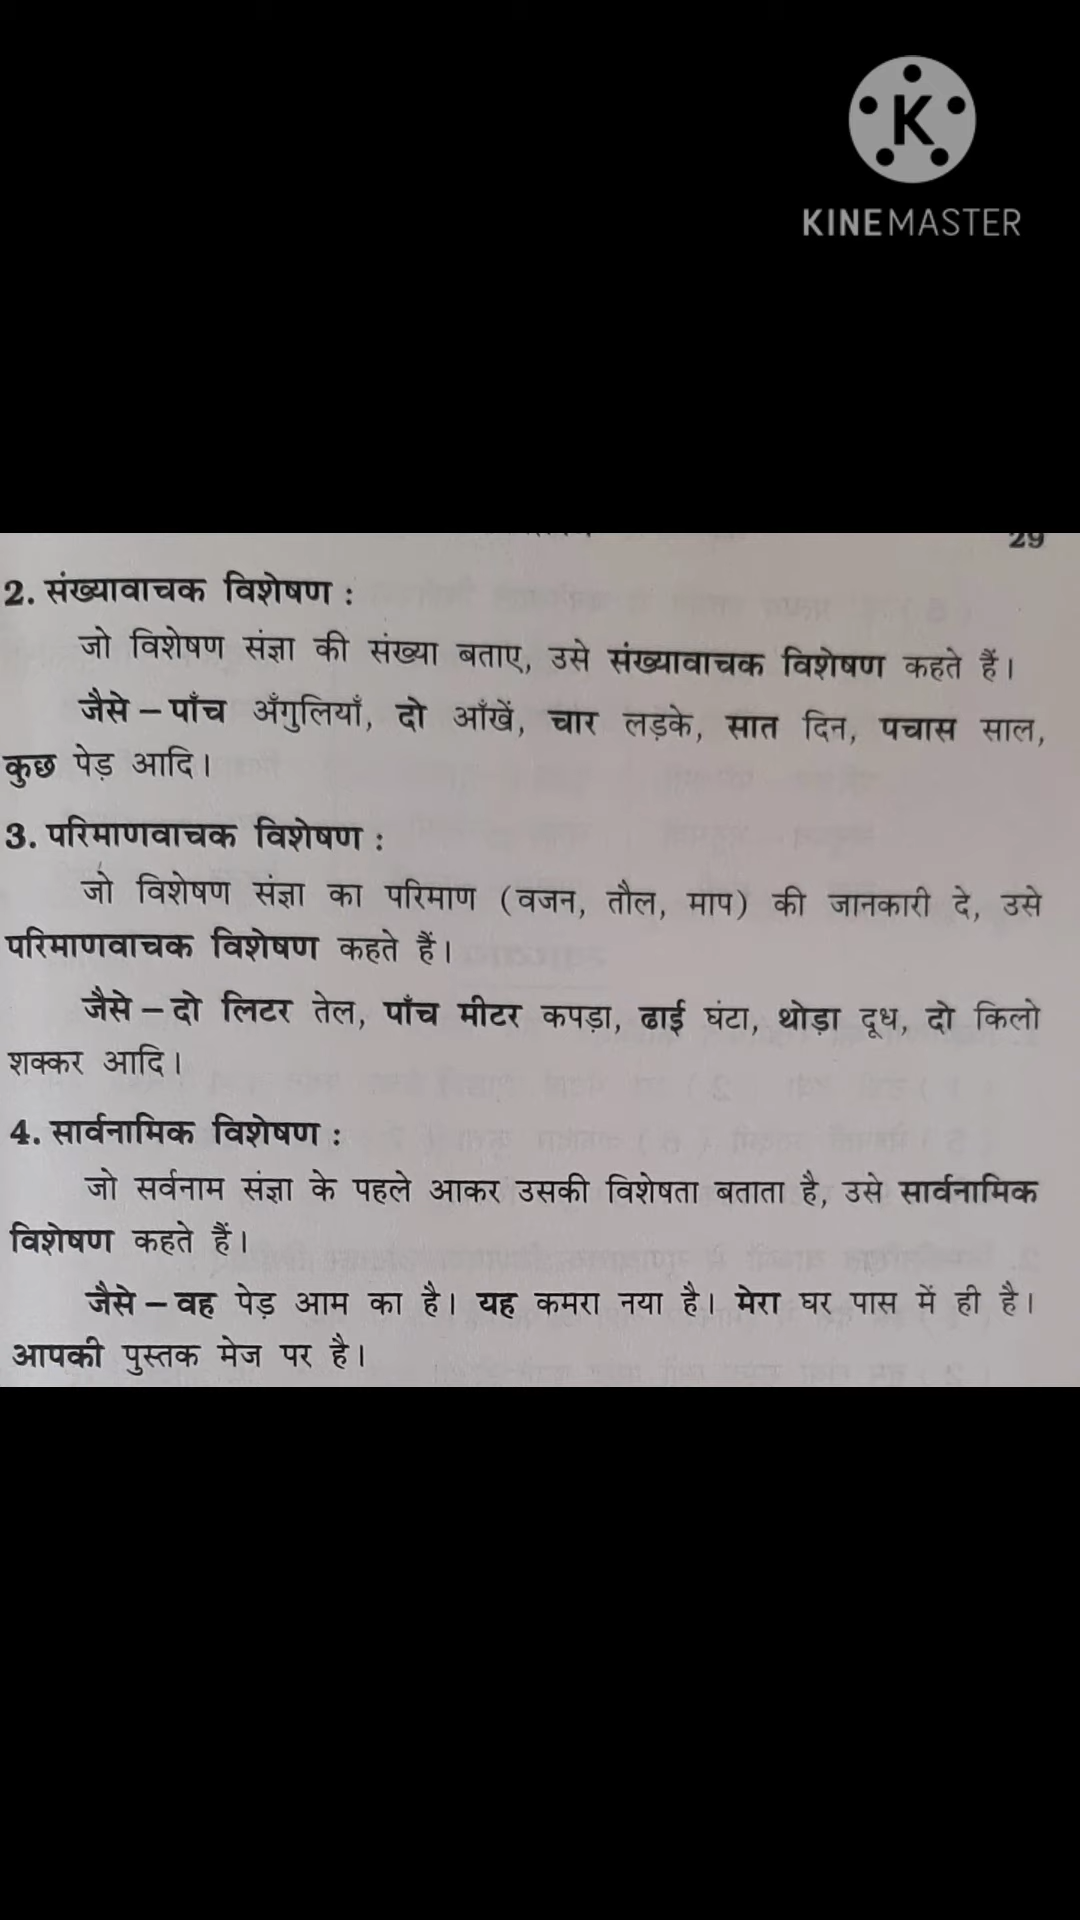 K
KINEMASTER
29
2. संख्यावाचक विशेषण :
जो विशेषण संज्ञा की संख्या बताए, उसे संख्यावाचक विशेषण कहते हैं।
जैसे – पाँच अँगुलियाँ, दो आँखें, चार लड़के, सात दिन, पचास साल,
कुछ पेड़ आदि।
3. परिमाणवाचक विशेषण :
जो विशेषण संज्ञा का परिमाण (वजन, तौल, माप) की जानकारी दे, उसे
परिमाणवाचक विशेषण कहते हैं।
जैसे – दो लिटर तेल, पाँच मीटर कपड़ा, ढाई घंटा, थोड़ा दूध, दो किलो
शक्कर आदि।
4. सार्वनामिक विशेषण :
जो सर्वनाम संज्ञा के पहले आकर उसकी विशेषता बताता है, उसे सार्वनामिक
विशेषण कहते हैं।
जैसे – वह पेड़ आम का है। यह कमरा नया है। मेरा घर पास में ही है।
आपकी पुस्तक मेज पर है।